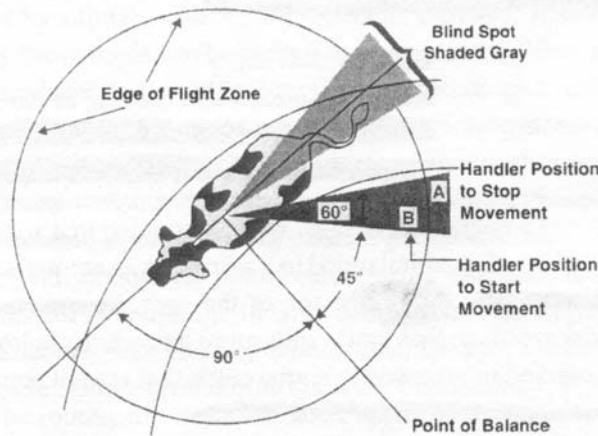 Blind Spot
Shaded Gray
Edge of Flight Zone
Handler Position
to Stop
Movement
A
60°
B
Handler Position
to Start
Movement
45°
90°
Point of Balance